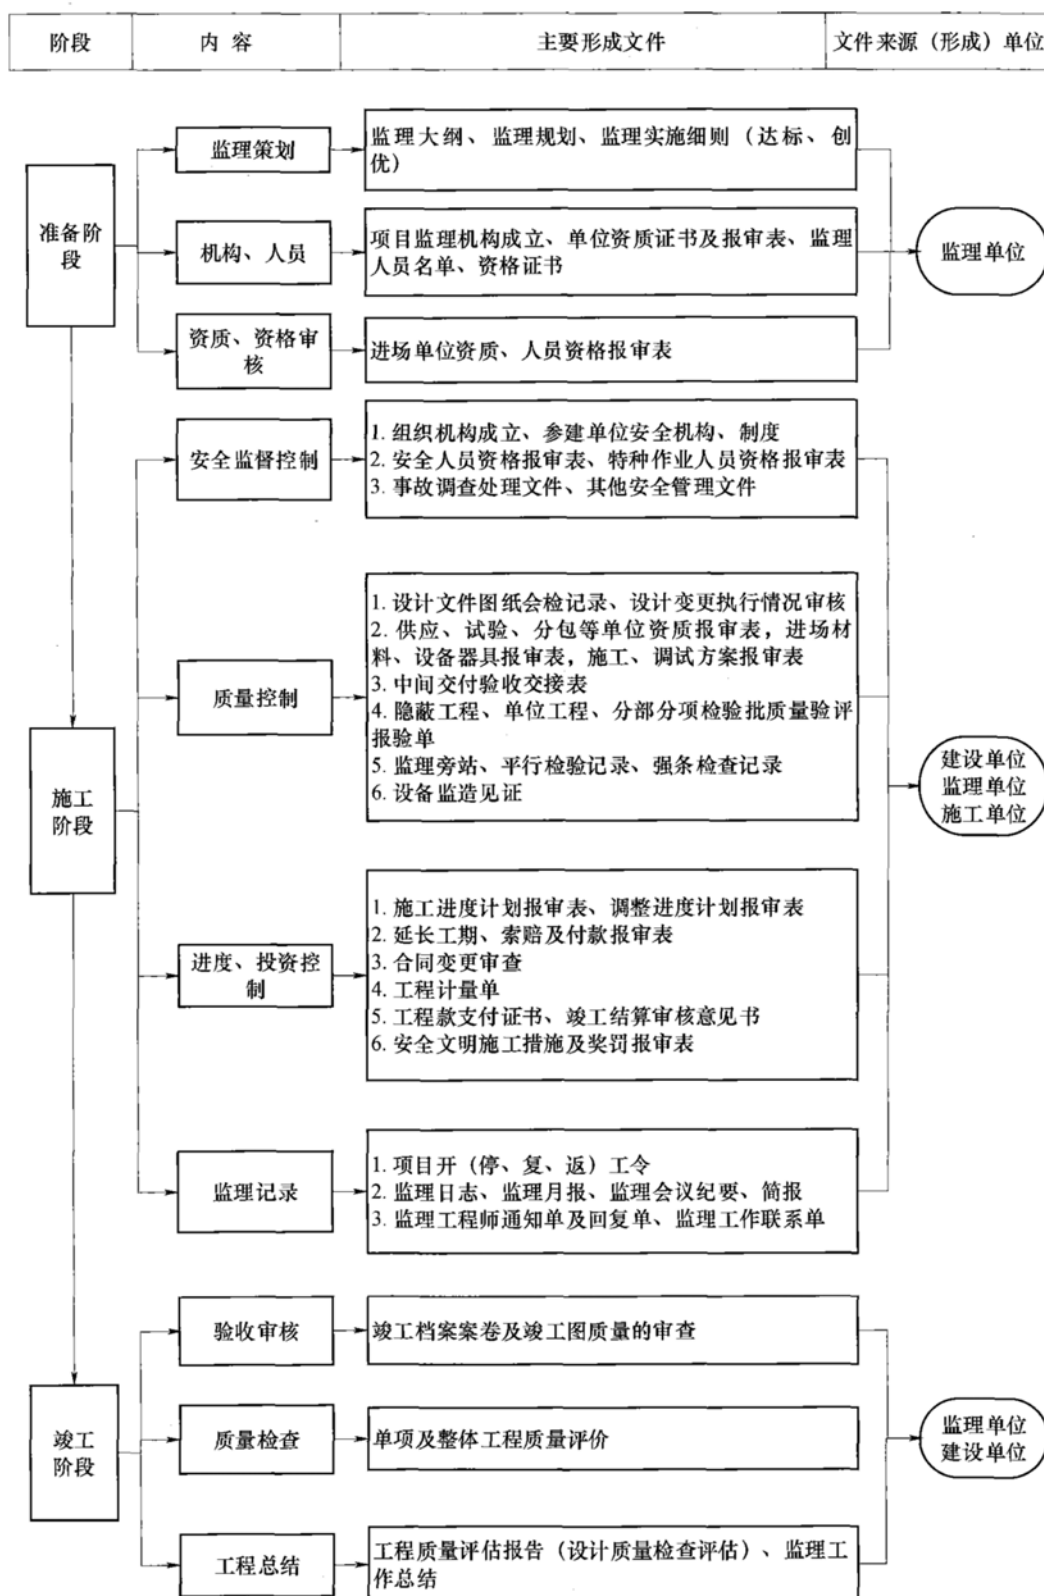 阶段 内 容 主要形成文件 文件来源（形成）单位
准备阶
段
监理策划
监理大纲、监理规划、监理实施细则（达标、创
优）
机构、人员
项目监理机构成立、单位资质证书及报审表、监理
人员名单、资格证书
资质、资格审
核
进场单位资质、人员资格报审表
监理单位
施工
阶段
安全监督控制
1. 组织机构成立、参建单位安全机构、制度
2. 安全人员资格报审表、特种作业人员资格报审表
3. 事故调查处理文件、其他安全管理文件
质量控制
1. 设计文件图纸会检记录、设计变更执行情况审核
2. 供应、试验、分包等单位资质报审表，进场材
料、设备器具报审表，施工、调试方案报审表
3. 中间交付验收交接表
4. 隐蔽工程、单位工程、分部分项检验批质量验评
报验单
5. 监理旁站、平行检验记录、强条检查记录
6. 设备监造见证
进度、投资控
制
1. 施工进度计划报审表、调整进度计划报审表
2. 延长工期、索赔及付款报审表
3. 合同变更审查
4. 工程计量单
5. 工程款支付证书、竣工结算审核意见书
6. 安全文明施工措施及奖罚报审表
监理记录
1. 项目开（停、复、返）工令
2. 监理日志、监理月报、监理会议纪要、简报
3. 监理工程师通知单及回复单、监理工作联系单
建设单位
监理单位
施工单位
竣工
阶段
验收审核
竣工档案案卷及竣工图质量的审查
质量检查
单项及整体工程质量评价
工程总结
工程质量评估报告（设计质量检查评估）、监理工
作总结
监理单位
建设单位